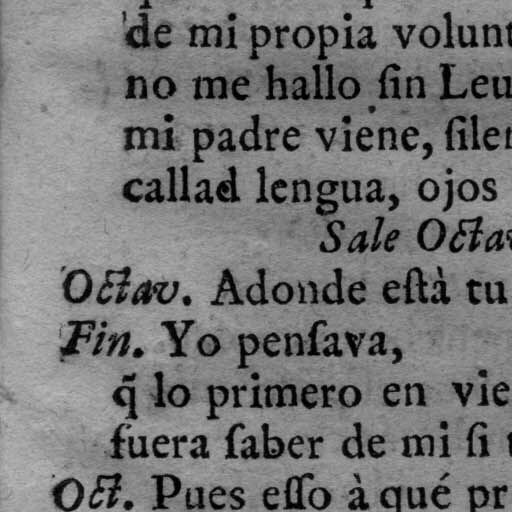 de mi propia volunt
no me hallo ſin Leu
mi padre viene, ſilen
callad lengua, ojos
Sale Octav
Octav. Adonde eſtà tu
Fin. Yo penſava,
q̃ lo primero en vie
fuera ſaber de mi ſi
Oct. Pues eſſo à qué pr